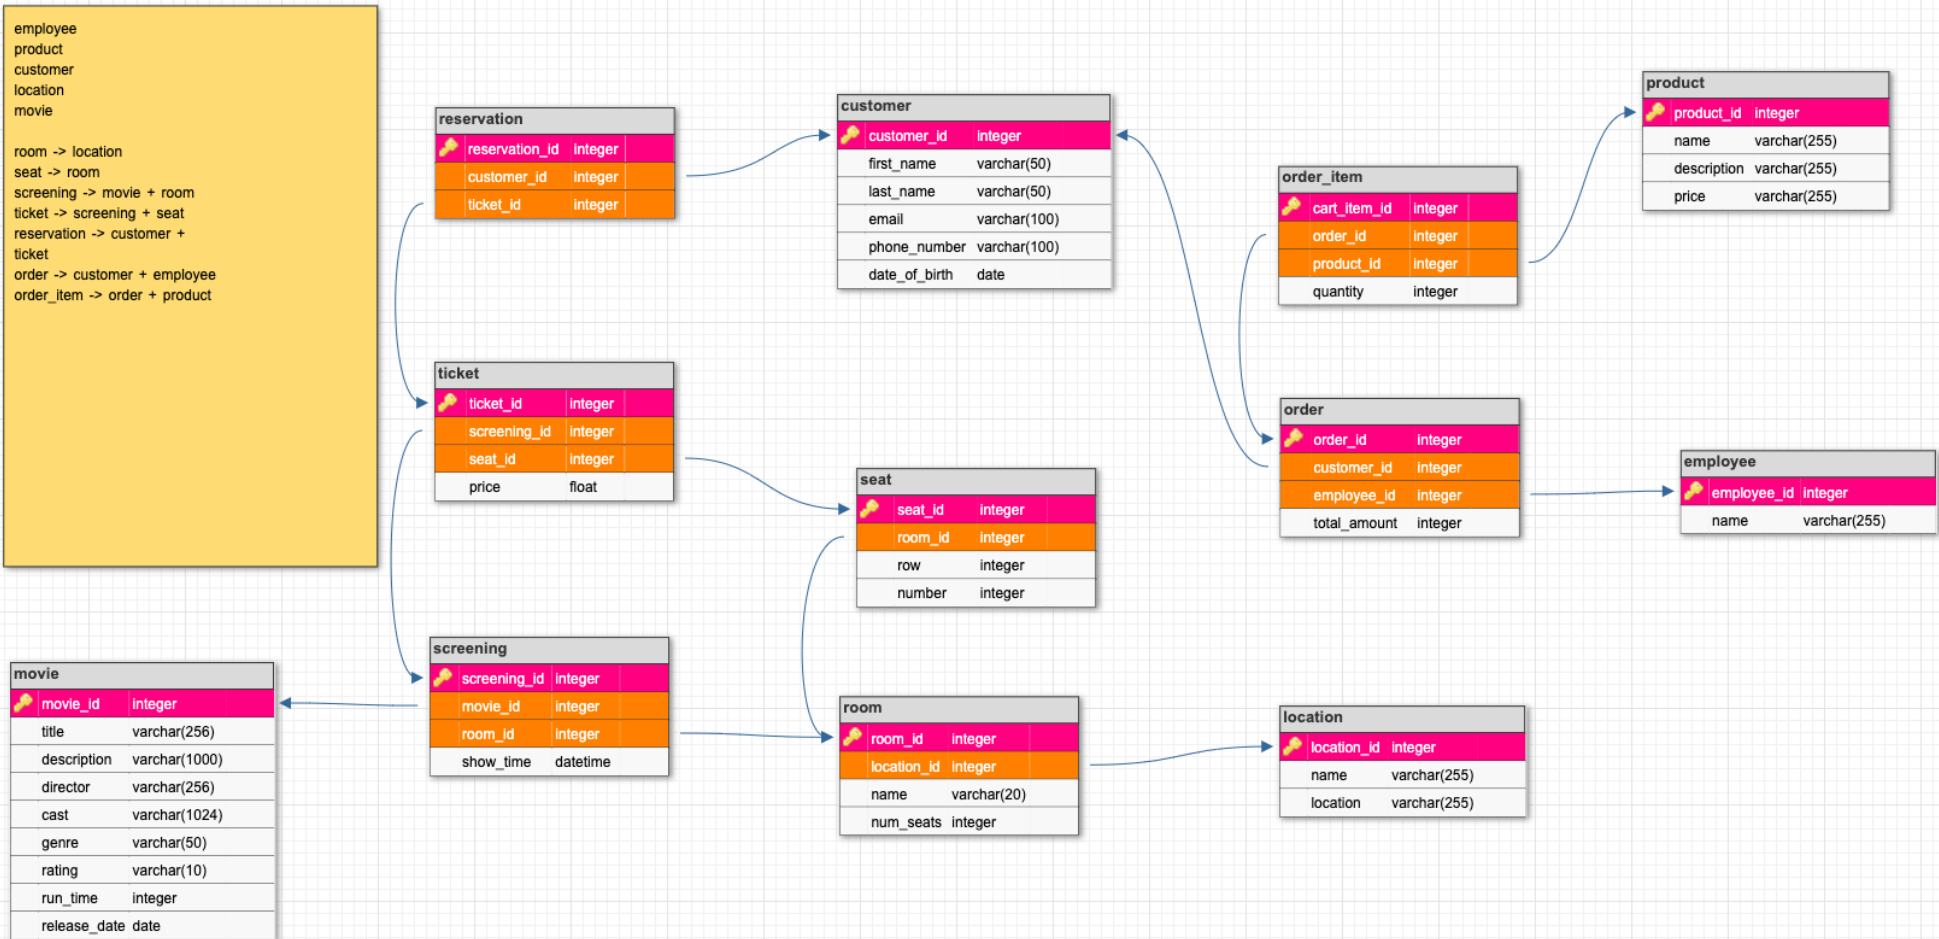 employee
product
customer
location
movie
room -> location
seat -> room
screening -> movie + room
ticket -> screening + seat
reservation -> customer +
ticket
order -> customer + employee
order_item -> order + product
reservation
reservation_id integer
customer_id integer
ticket_id integer
customer
customer_id integer
first_name varchar(50)
last_name varchar(50)
email varchar(100)
phone_number varchar(100)
date_of_birth date
order_item
cart_item_id integer
order_id integer
product_id integer
quantity integer
product
product_id integer
name varchar(255)
description varchar(255)
price varchar(255)
ticket
ticket_id integer
screening_id integer
seat_id integer
price float
seat
seat_id integer
room_id integer
row integer
number integer
order
order_id integer
customer_id integer
employee_id integer
total_amount integer
employee
employee_id integer
name varchar(255)
movie
movie_id integer
title varchar(256)
description varchar(1000)
director varchar(256)
cast varchar(1024)
genre varchar(50)
rating varchar(10)
run_time integer
release_date date
screening
screening_id integer
movie_id integer
room_id integer
show_time datetime
room
room_id integer
location_id integer
name varchar(20)
num_seats integer
location
location_id integer
name varchar(255)
location varchar(255)